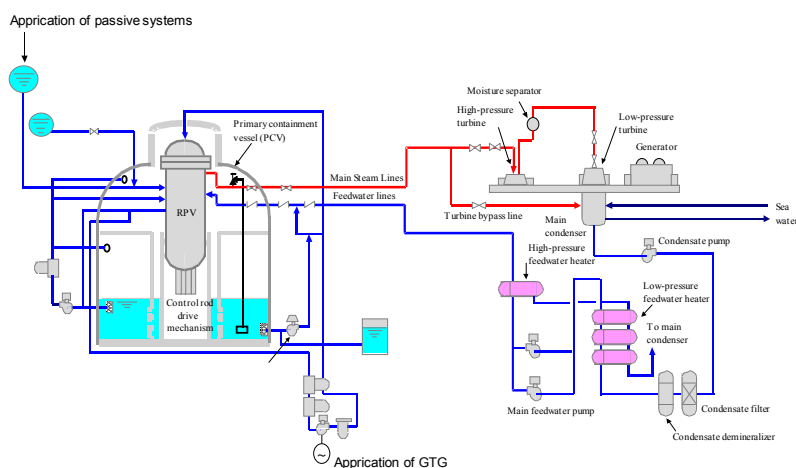 Apprication of passive systems
Primary containment
vessel (PCV)
RPV
Control rod
drive
mechanism
Main Steam Lines
Feedwater lines
Moisture separator
High-pressure
turbine
Low-pressure
turbine
Generator
Turbine bypass line
Main
condenser
Sea
water
Condensate pump
High-pressure
feedwater heater
Low-pressure
feedwater heater
To main
condenser
Main feedwater pump
Condensate filter
Condensate demineralizer
Apprication of GTG